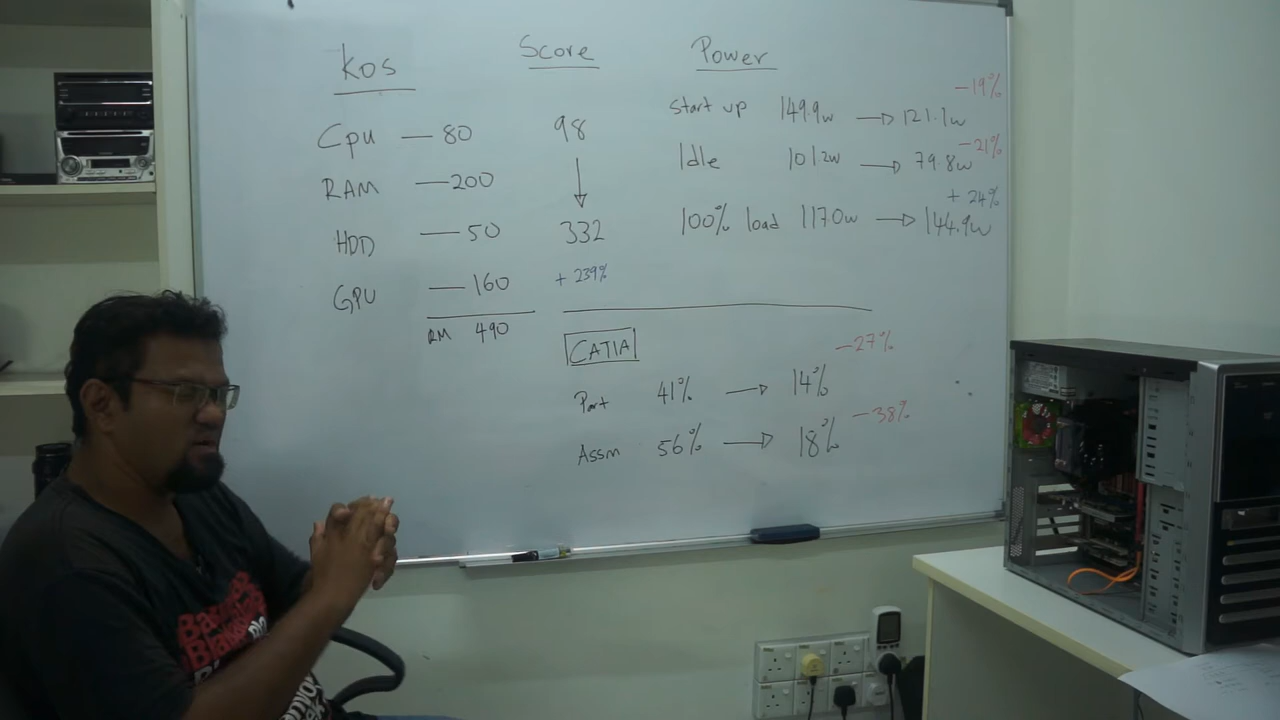 Kos
Cpu — 80
RAM — 200
HDD — 50
GPU — 160
RM 490
Score
98
↓
332
+ 239%
Power
Start up 149.9w → 121.1w -19%
Idle 101.2w → 79.8w -21%
100% load 117.0w → 144.9w + 24%
CATIA
Part 41% → 14% -27%
Assm 56% → 18% -38%